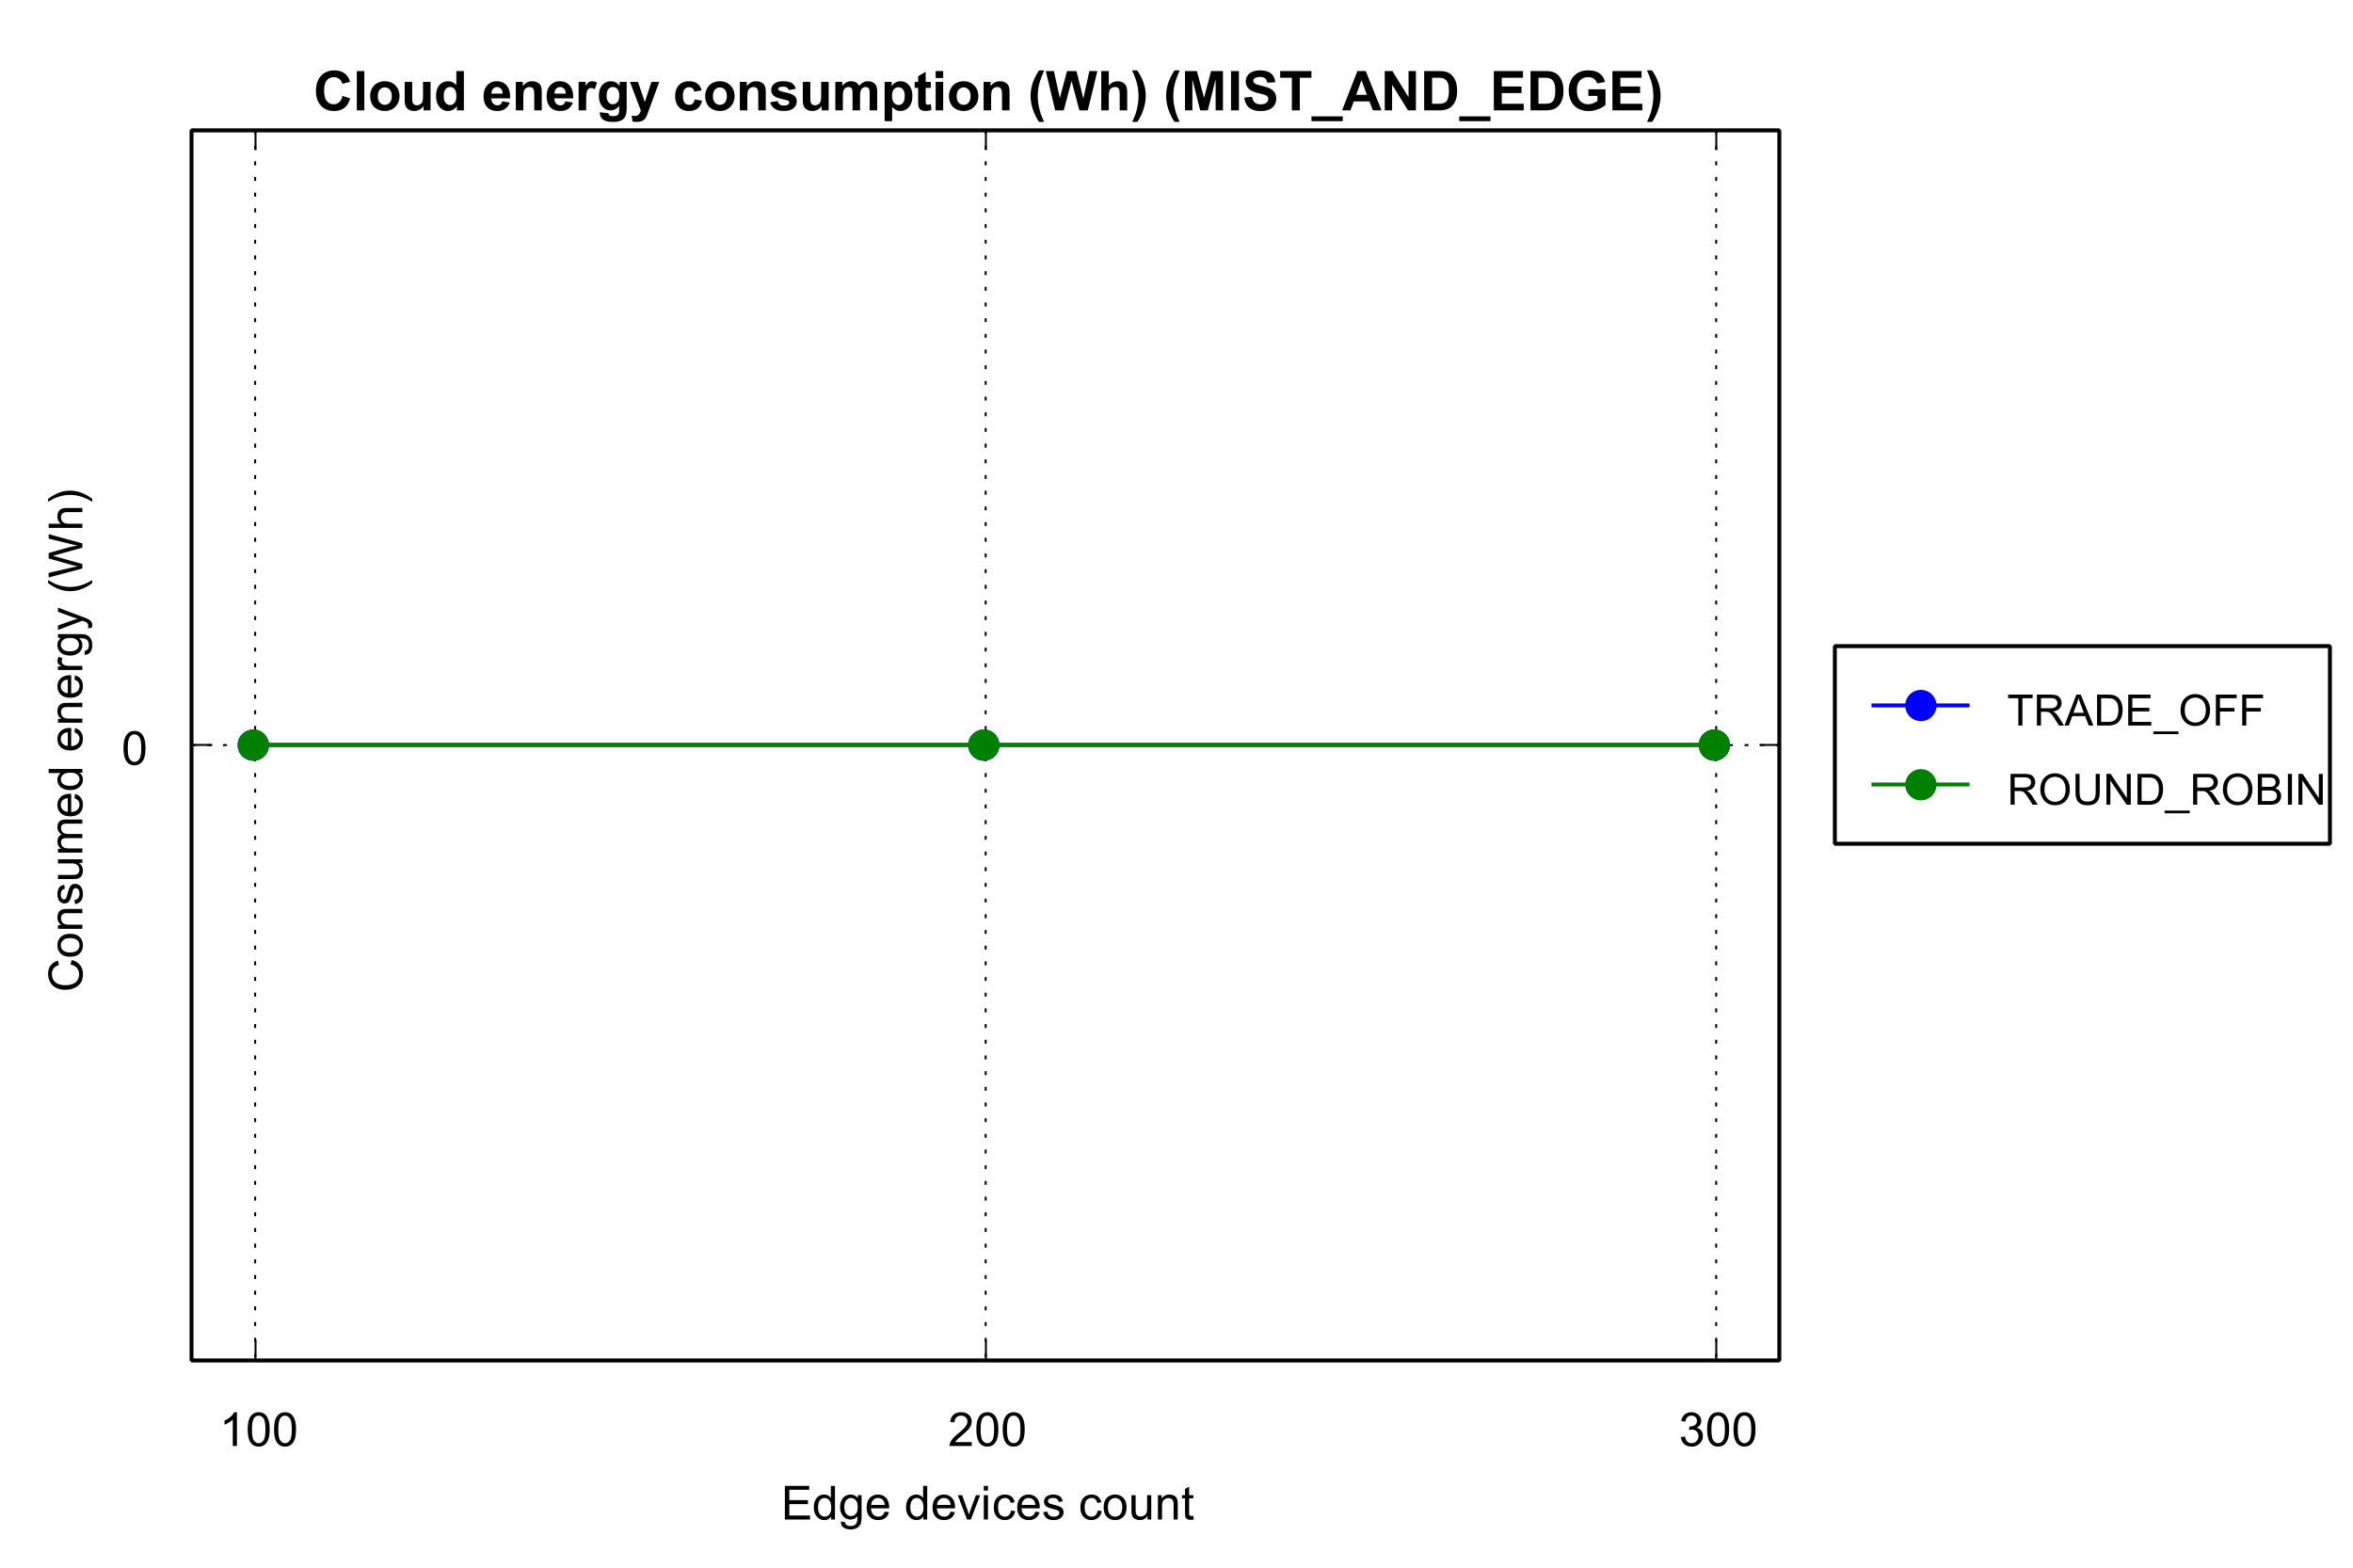 Cloud energy consumption (Wh) (MIST_AND_EDGE)
Consumed energy (Wh)
0
TRADE_OFF
ROUND_ROBIN
100 200 300
Edge devices count